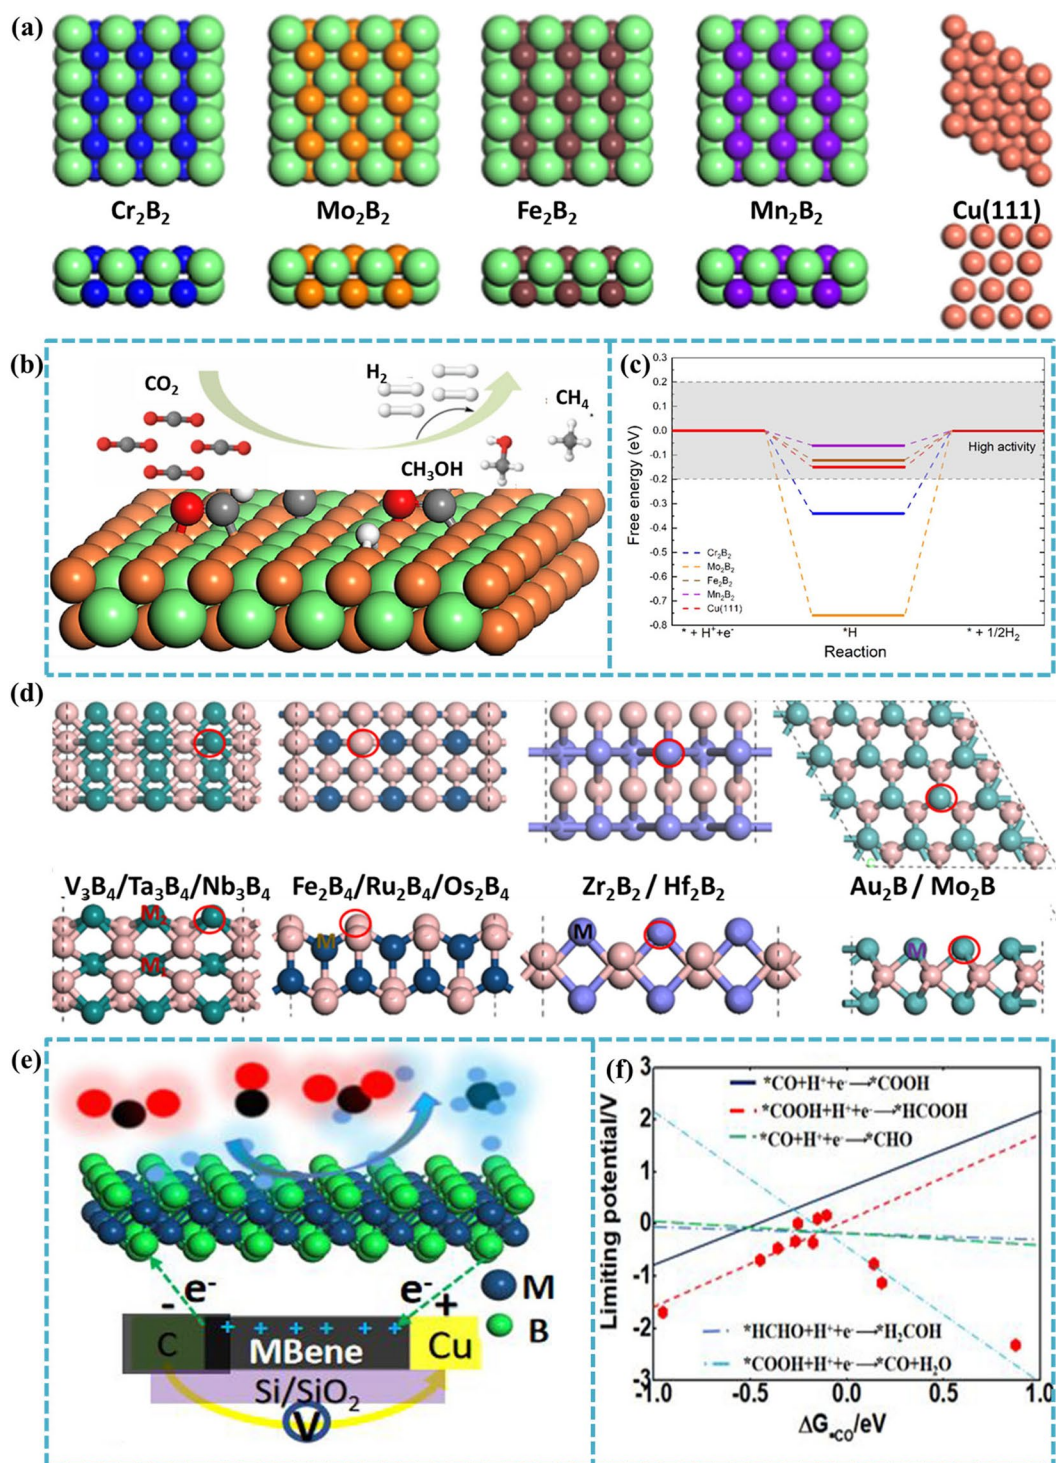 (a)
Cr₂B₂ Mo₂B₂ Fe₂B₂ Mn₂B₂ Cu(111)
(b)
CO₂
H₂
CH₄
CH₃OH
(c)
0.3
0.2
0.1
0.0
-0.1
-0.2
-0.3
-0.4
-0.5
-0.6
-0.7
-0.8
Free energy (eV)
High activity
Cr₂B₂
Mo₂B₂
Fe₂B₂
Mn₂B₂
Cu(111)
* + H⁺+e⁻ *H * + 1/2H₂
Reaction
(d)
V₃B₄/Ta₃B₄/Nb₃B₄ Fe₂B₄/Ru₂B₄/Os₂B₄ Zr₂B₂ / Hf₂B₂ Au₂B / Mo₂B
M₂
M₁
M
M
M
(e)
e⁻ e⁻
- +
M
B
C
+ + + + + + +
MBene
Cu
Si/SiO₂
V
(f)
3
2
1
0
-1
-2
-3
Limiting potential/V
*CO+H⁺+e⁻→*COOH
*COOH+H⁺+e⁻→*HCOOH
*CO+H⁺+e⁻→*CHO
*HCHO+H⁺+e⁻→*H₂COH
*COOH+H⁺+e⁻→*CO+H₂O
-1.0 -0.5 0.0 0.5 1.0
ΔG*CO/eV